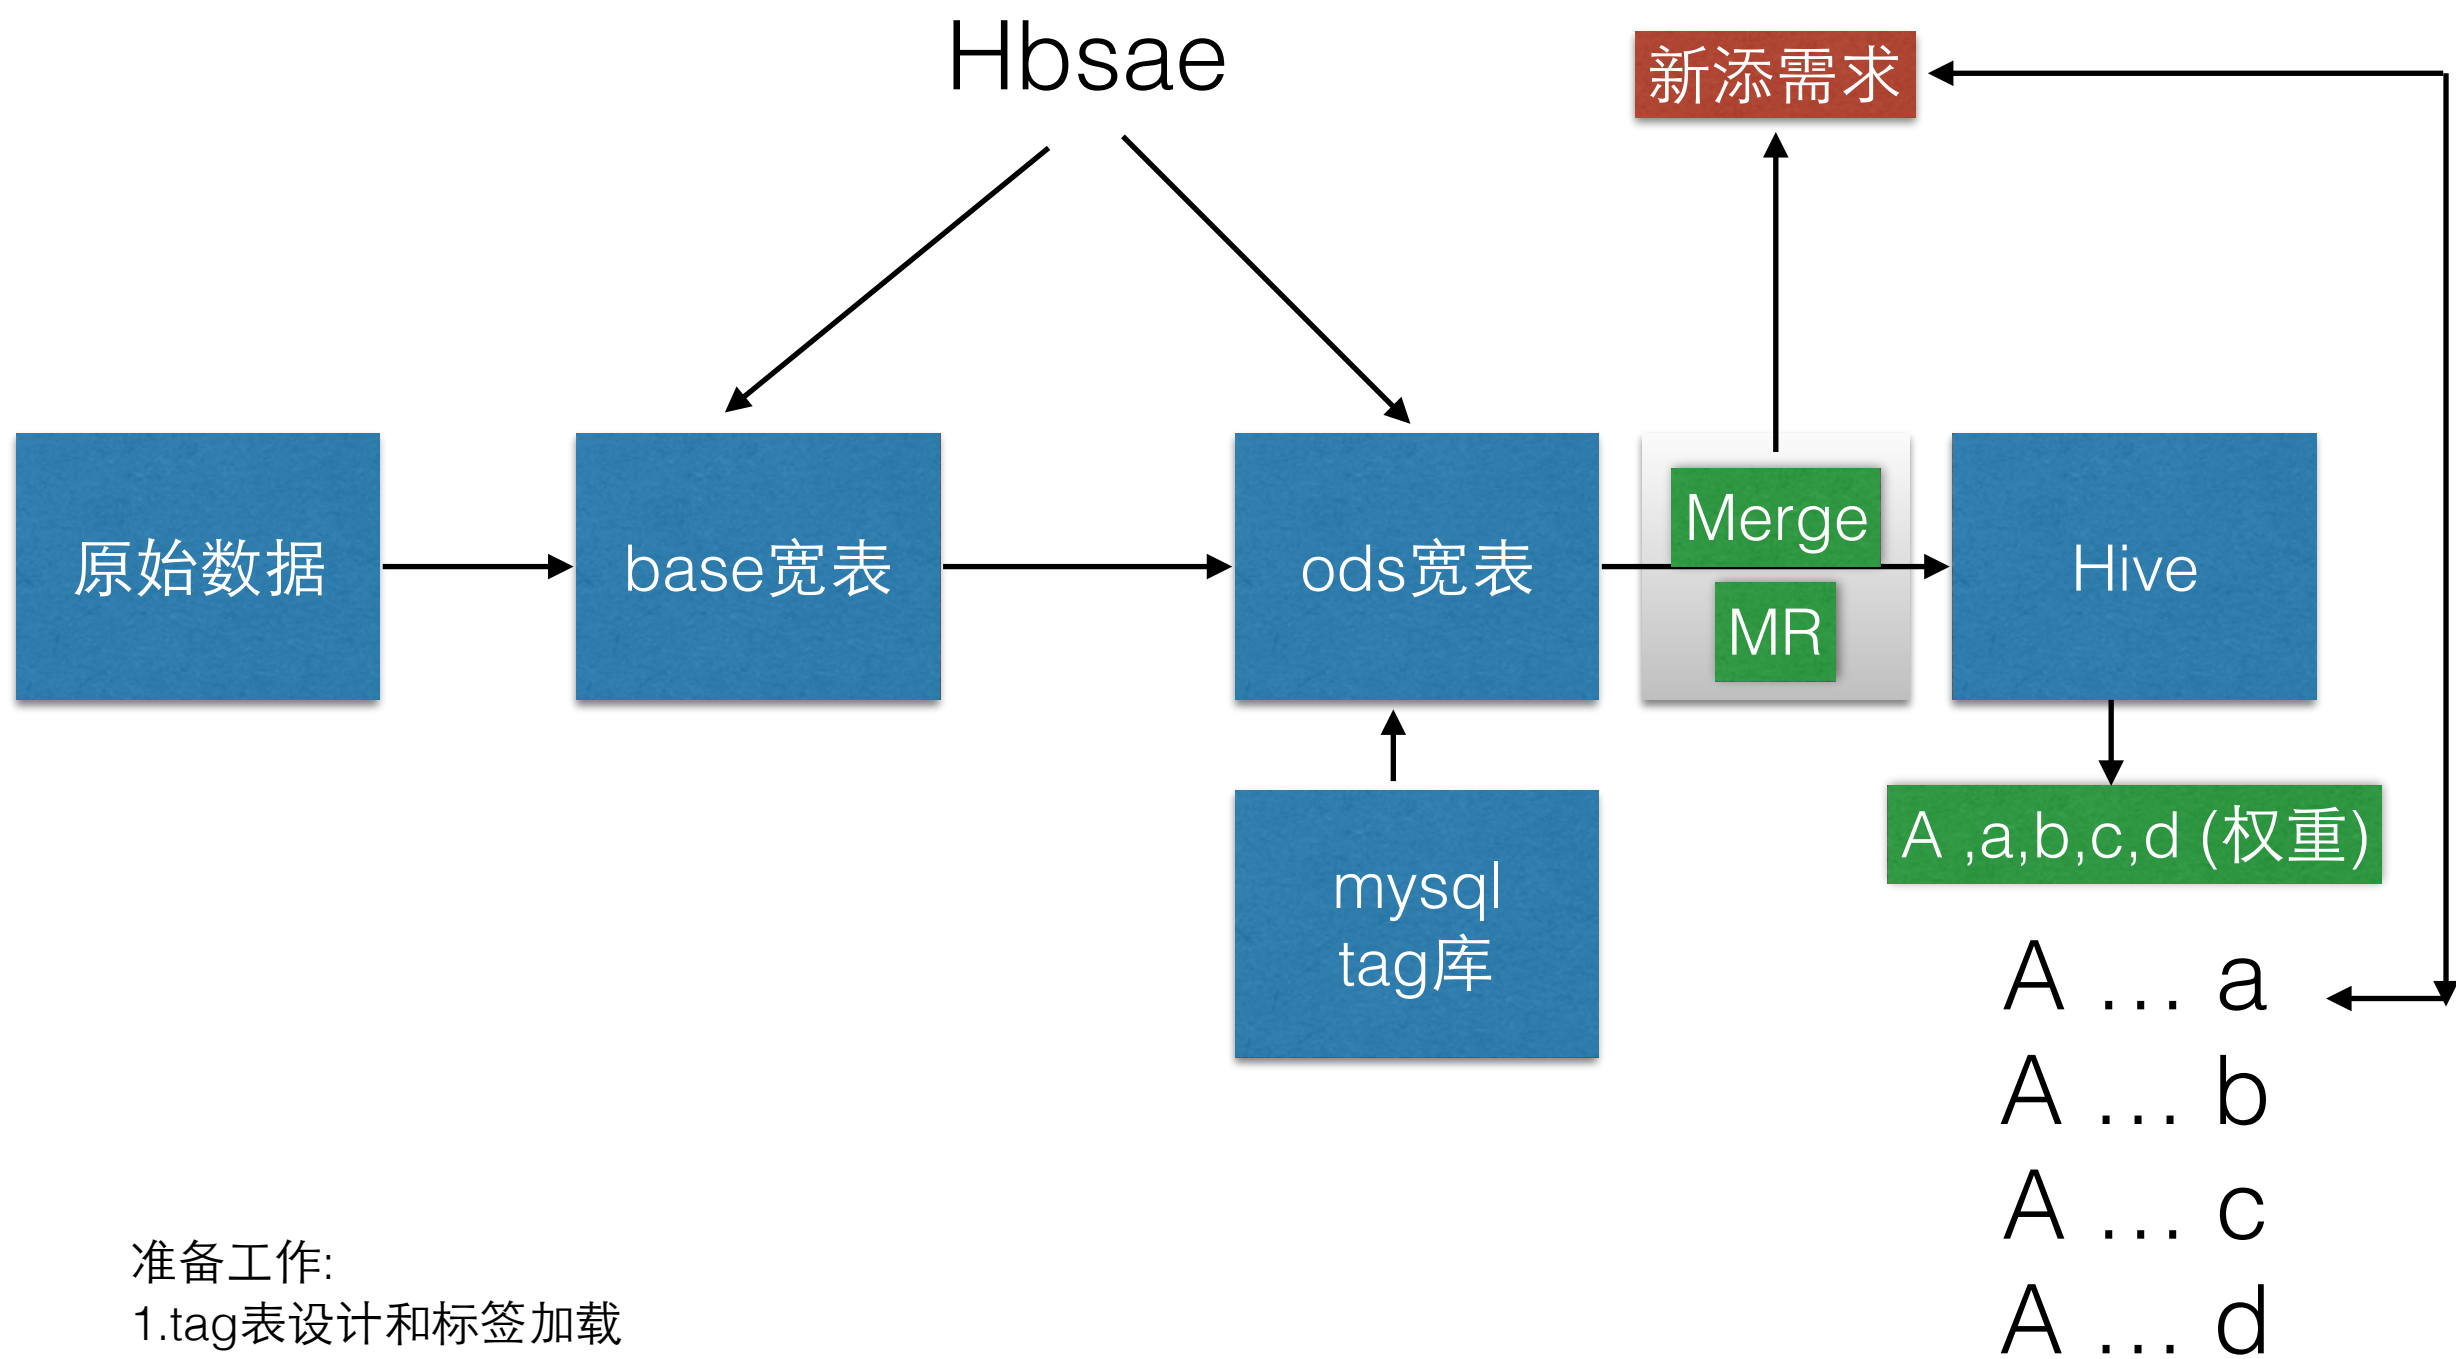 Hbsae
新添需求
原始数据
base宽表
ods宽表
Merge
MR
Hive
mysql
tag库
A ,a,b,c,d (权重)
A … a
A … b
A … c
A … d
准备工作:
1.tag表设计和标签加载